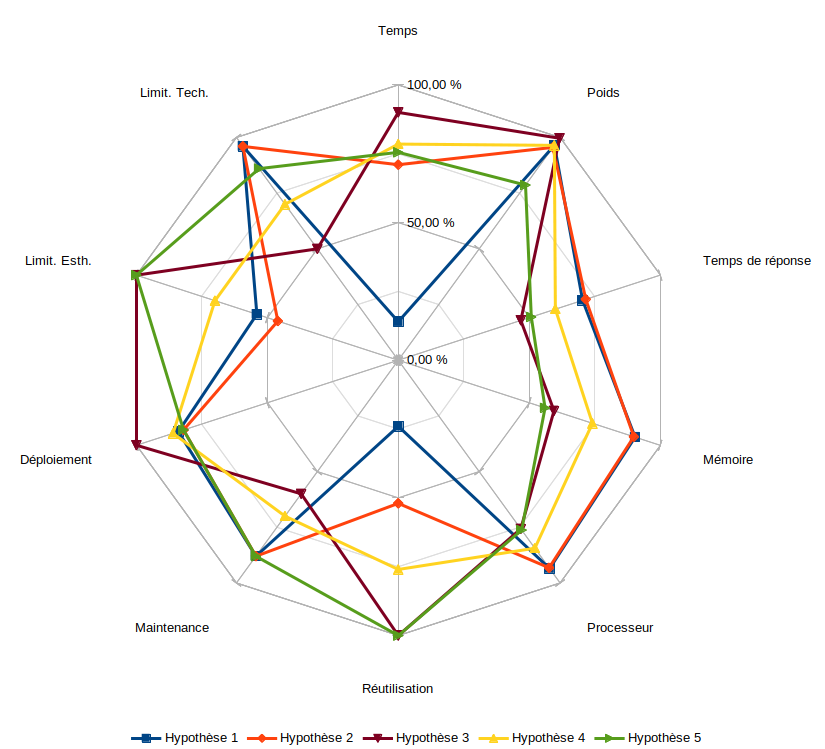 Temps
Limit. Tech.
100,00 %
Poids
50,00 %
Limit. Esth.
Temps de réponse
0,00 %
Déploiement
Mémoire
Maintenance
Processeur
Réutilisation
Hypothèse 1 Hypothèse 2 Hypothèse 3 Hypothèse 4 Hypothèse 5